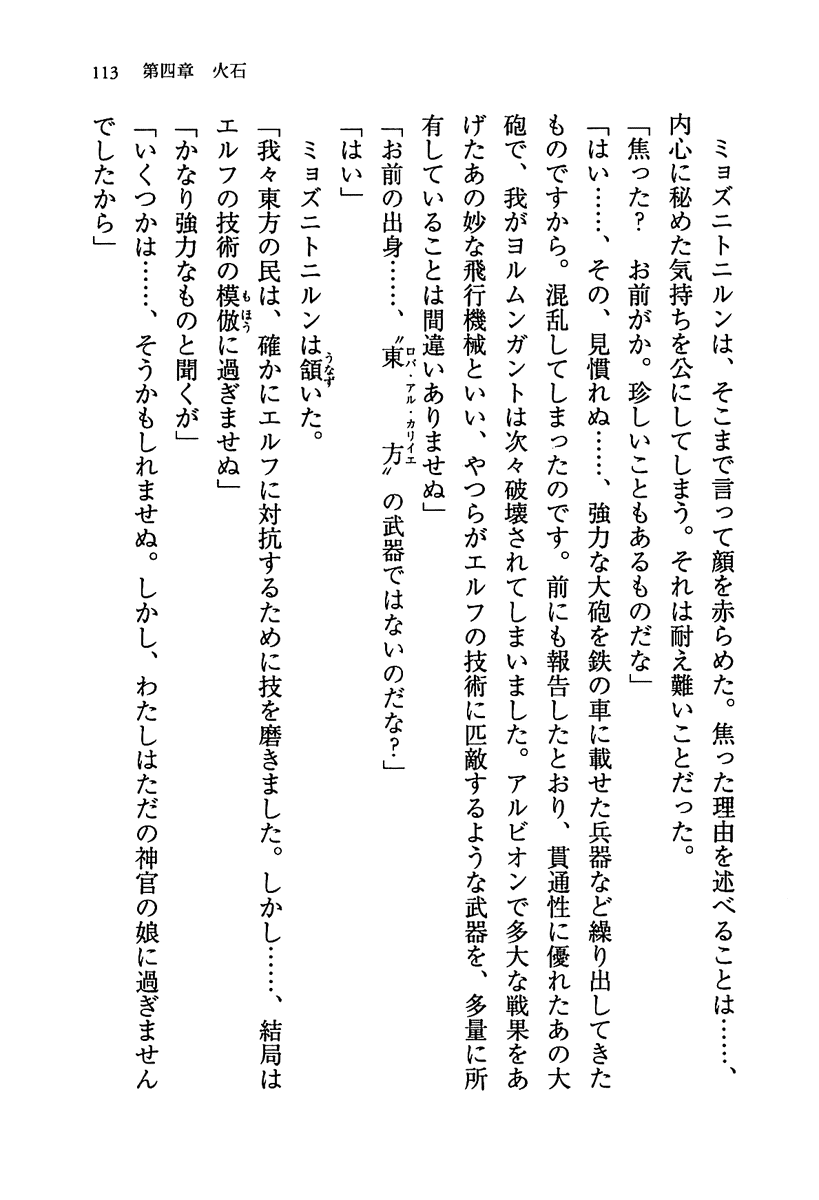 113　第四章　火石
　ミョズニトニルンは、そこまで言って顔を赤らめた。焦った理由を述べることは……、
内心に秘めた気持ちを公にしてしまう。それは耐え難いことだった。
「焦った？　お前がか。珍しいこともあるものだな」
「はい……、その、見慣れぬ……、強力な大砲を鉄の車に載せた兵器など繰り出してきた
ものですから。混乱してしまったのです。前にも報告したとおり、貫通性に優れたあの大
砲で、我がヨルムンガントは次々破壊されてしまいました。アルビオンで多大な戦果をあ
げたあの妙な飛行機械といい、やつらがエルフの技術に匹敵するような武器を、多量に所
有していることは間違いありませぬ」
「お前の出身……、〝東方〟の武器ではないのだな？」
ロバ・アル・カリイエ
「はい」
　ミョズニトニルンは頷いた。
うなず
「我々東方の民は、確かにエルフに対抗するために技を磨きました。しかし……、結局は
エルフの技術の模倣に過ぎませぬ」
もほう
「かなり強力なものと聞くが」
「いくつかは……、そうかもしれませぬ。しかし、わたしはただの神官の娘に過ぎません
でしたから」